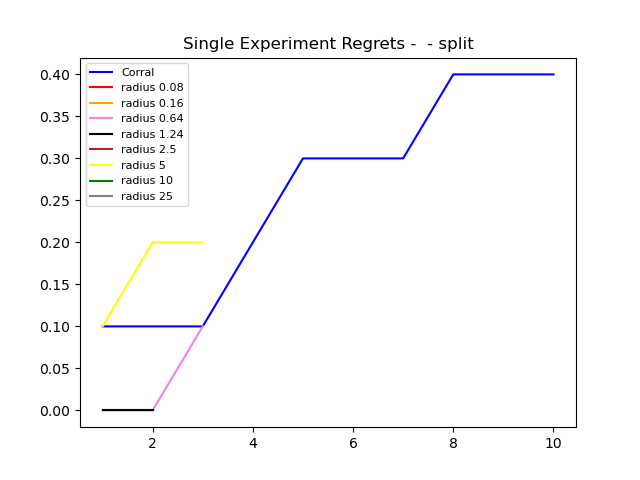 Single Experiment Regrets -  - split
Corral
radius 0.08
radius 0.16
radius 0.64
radius 1.24
radius 2.5
radius 5
radius 10
radius 25
0.40
0.35
0.30
0.25
0.20
0.15
0.10
0.05
0.00
2 4 6 8 10